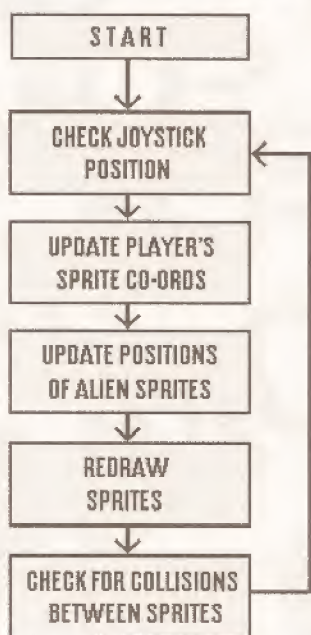 START
CHECK JOYSTICK
POSITION
UPDATE PLAYER'S
SPRITE CO-ORDS
UPDATE POSITIONS
OF ALIEN SPRITES
REDRAW
SPRITES
CHECK FOR COLLISIONS
BETWEEN SPRITES